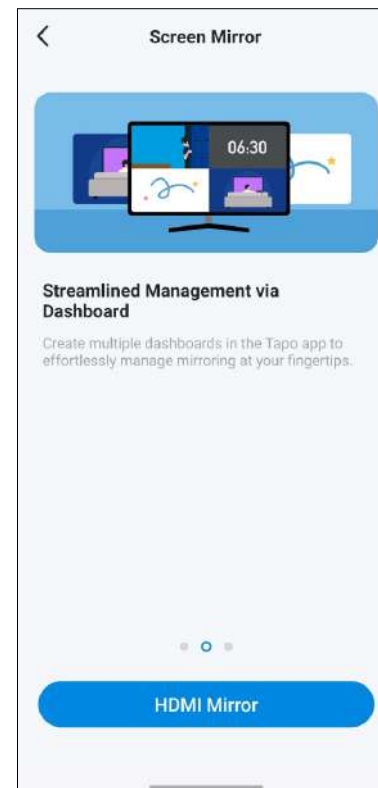 Screen Mirror
06:30
Streamlined Management via
Dashboard
Create multiple dashboards in the Tapo app to
effortlessly manage mirroring at your fingertips.
HDMI Mirror